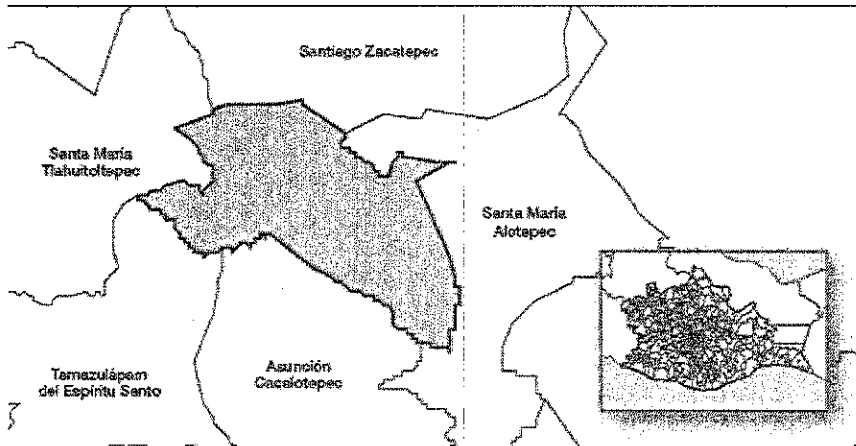 Santiago Zacatepec
Santa María
Tlahuitoltepec
Santa María
Alotepec
Tamazulápam
del Espíritu Santo
Asunción
Cacalotepec